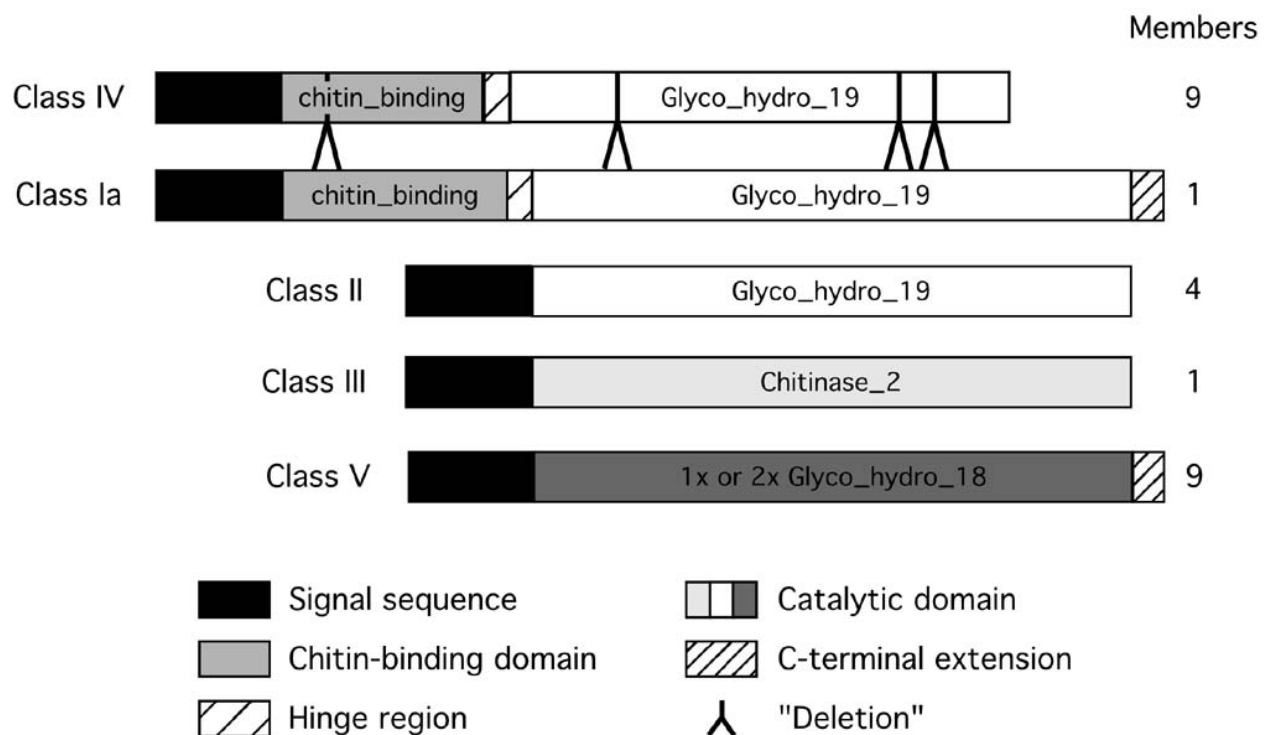 Members
Class IV chitin_binding Glyco_hydro_19 9
Class Ia chitin_binding Glyco_hydro_19 1
Class II Glyco_hydro_19 4
Class III Chitinase_2 1
Class V 1x or 2x Glyco_hydro_18 9
Signal sequence Catalytic domain
Chitin-binding domain C-terminal extension
Hinge region "Deletion"